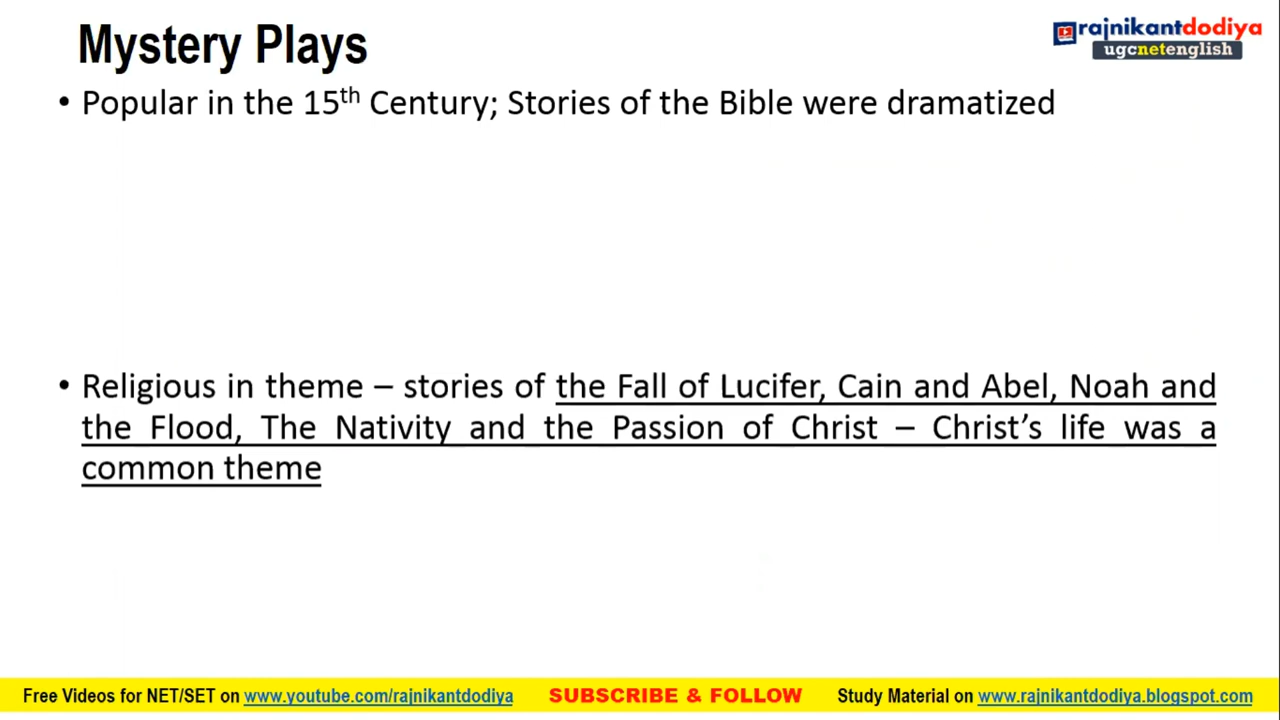 Mystery Plays
rajnikantdodiya
ugcnetenglish
• Popular in the 15th Century; Stories of the Bible were dramatized
• Religious in theme – stories of the Fall of Lucifer, Cain and Abel, Noah and
the Flood, The Nativity and the Passion of Christ – Christ’s life was a
common theme
Free Videos for NET/SET on www.youtube.com/rajnikantdodiya SUBSCRIBE & FOLLOW Study Material on www.rajnikantdodiya.blogspot.com